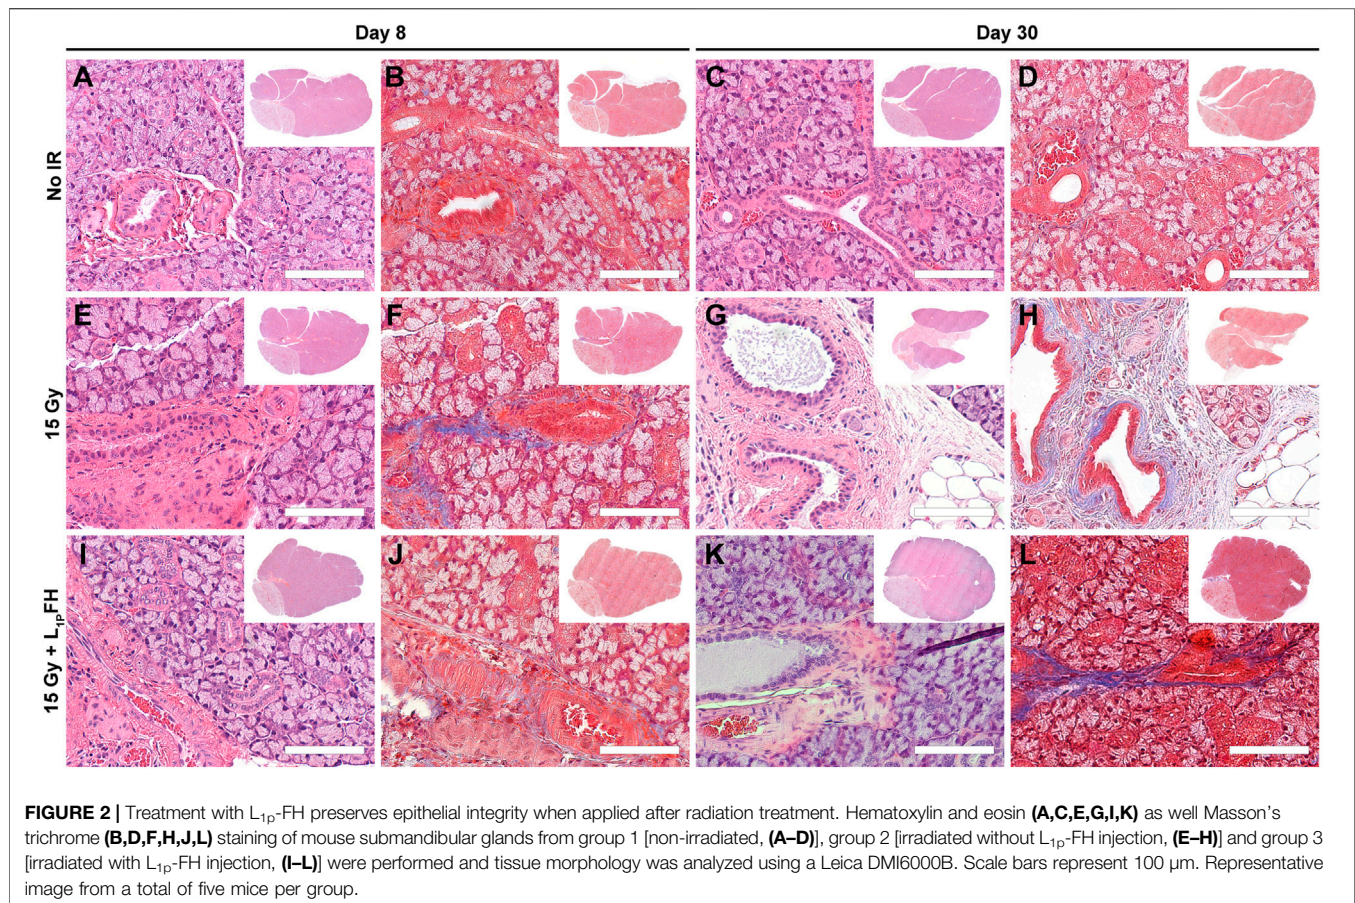 Day 8
Day 30
No IR
A
B
C
D
15 Gy
E
F
G
H
15 Gy + L1pFH
I
J
K
L
FIGURE 2 | Treatment with L1p-FH preserves epithelial integrity when applied after radiation treatment. Hematoxylin and eosin (A,C,E,G,I,K) as well Masson’s
trichrome (B,D,F,H,J,L) staining of mouse submandibular glands from group 1 [non-irradiated, (A–D)], group 2 [irradiated without L1p-FH injection, (E–H)] and group 3
[irradiated with L1p-FH injection, (I–L)] were performed and tissue morphology was analyzed using a Leica DMI6000B. Scale bars represent 100 µm. Representative
image from a total of five mice per group.